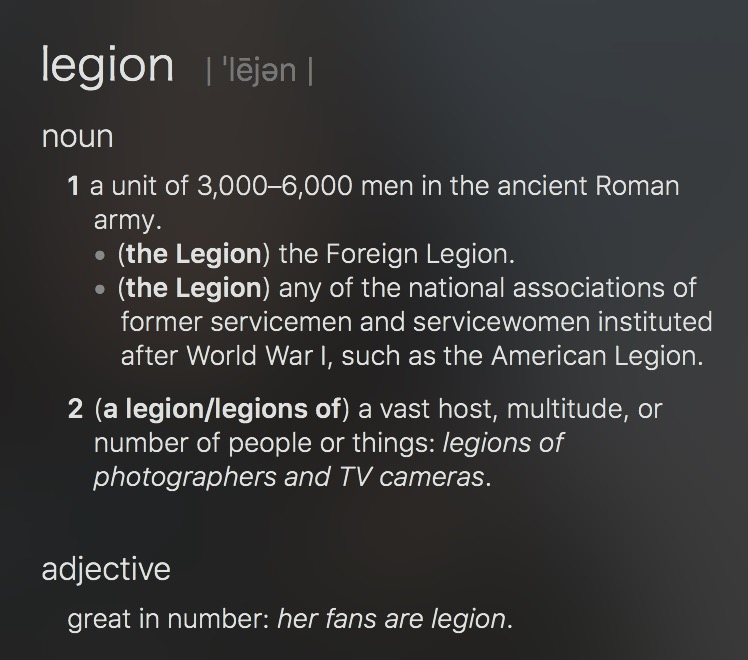 legion | ˈlējən |
noun
1 a unit of 3,000–6,000 men in the ancient Roman
army.
• (the Legion) the Foreign Legion.
• (the Legion) any of the national associations of
former servicemen and servicewomen instituted
after World War I, such as the American Legion.
2 (a legion/legions of) a vast host, multitude, or
number of people or things: legions of
photographers and TV cameras.
adjective
great in number: her fans are legion.